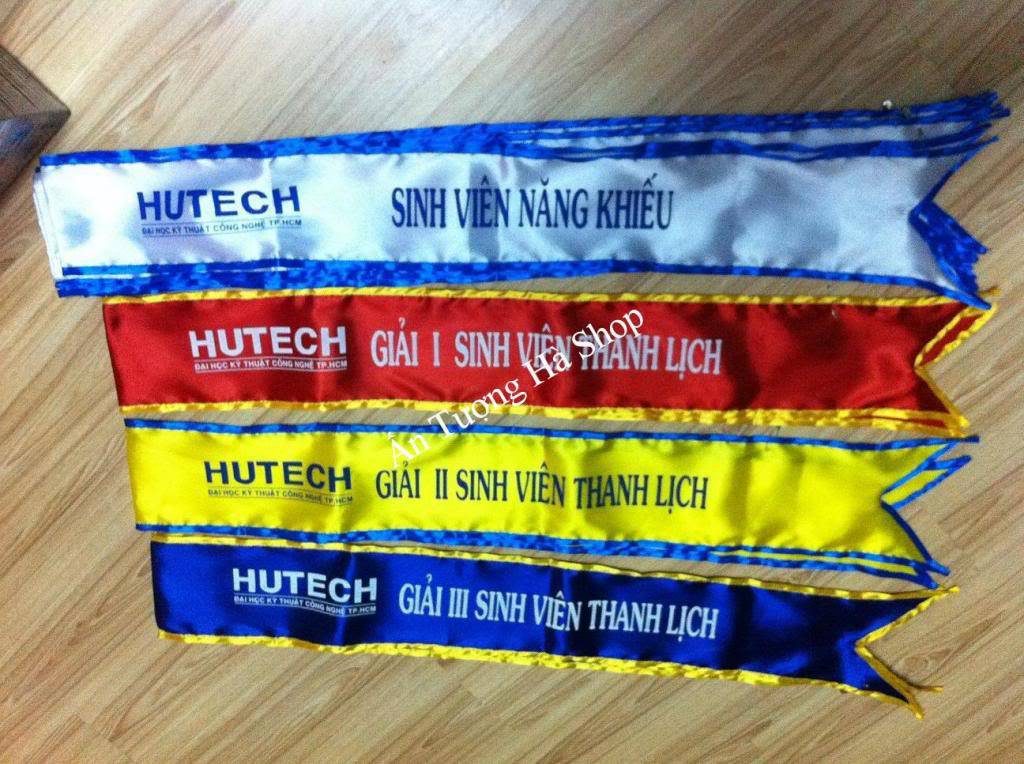 HUTECH
ĐẠI HỌC KỸ THUẬT CÔNG NGHỆ TP.HCM
SINH VIÊN NĂNG KHIẾU
HUTECH
ĐẠI HỌC KỸ THUẬT CÔNG NGHỆ TP.HCM
GIẢI I SINH VIÊN THANH LỊCH
Ấn Tượng Hà Shop
HUTECH
ĐẠI HỌC KỸ THUẬT CÔNG NGHỆ TP.HCM
GIẢI II SINH VIÊN THANH LỊCH
HUTECH
ĐẠI HỌC KỸ THUẬT CÔNG NGHỆ TP.HCM
GIẢI III SINH VIÊN THANH LỊCH